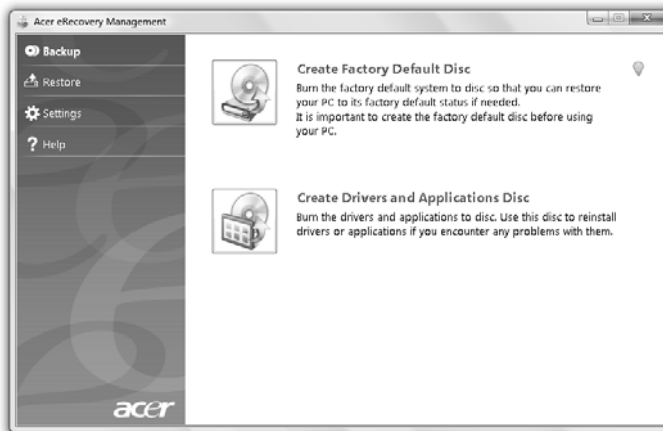 Acer eRecovery Management
Backup
Restore
Settings
? Help
Create Factory Default Disc
Burn the factory default system to disc so that you can restore
your PC to its factory default status if needed.
It is important to create the factory default disc before using
your PC.
Create Drivers and Applications Disc
Burn the drivers and applications to disc. Use this disc to reinstall
drivers or applications if you encounter any problems with them.
acer